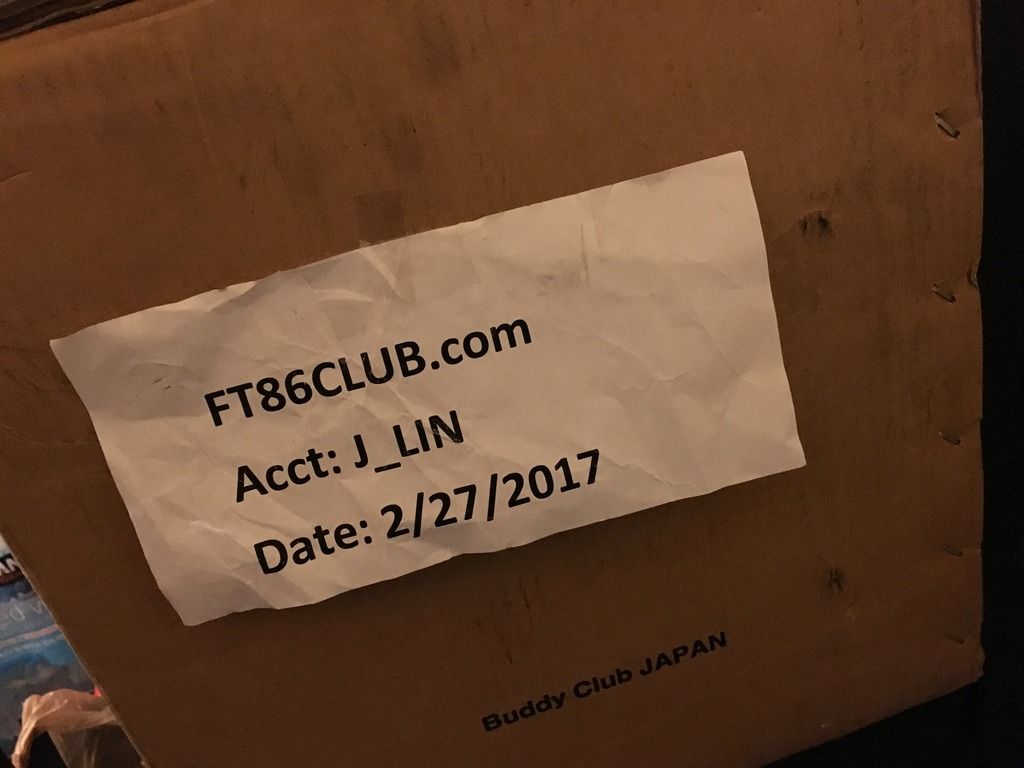 FT86CLUB.com
Acct: J_LIN
Date: 2/27/2017
Buddy Club JAPAN